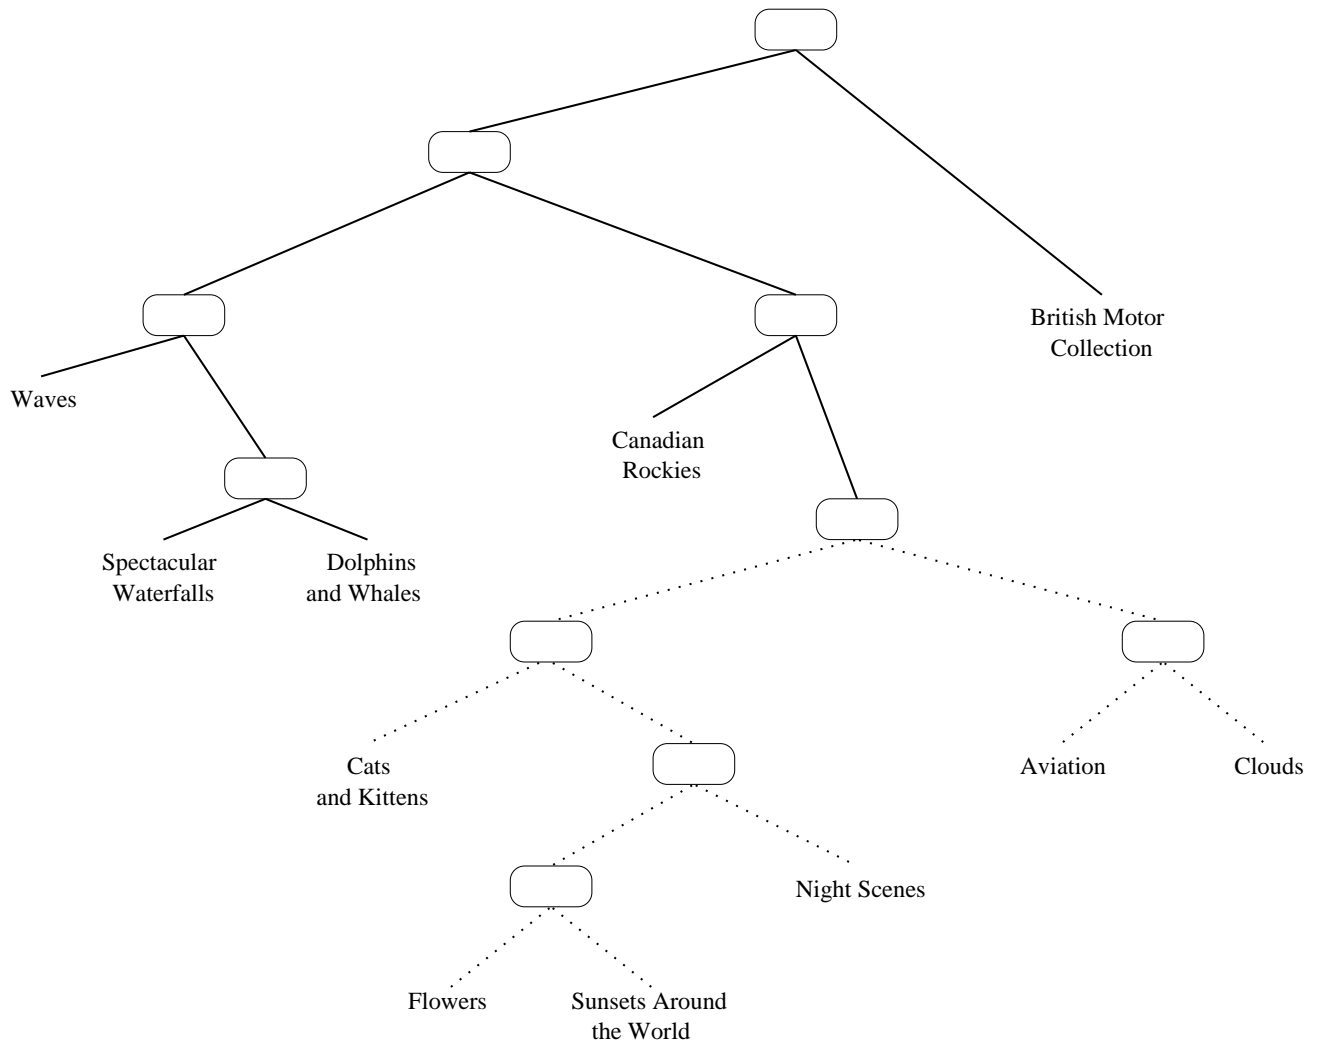 British Motor
Collection
Waves
Canadian
Rockies
Spectacular
Waterfalls
Dolphins
and Whales
Cats
and Kittens
Aviation
Clouds
Night Scenes
Flowers
Sunsets Around
the World